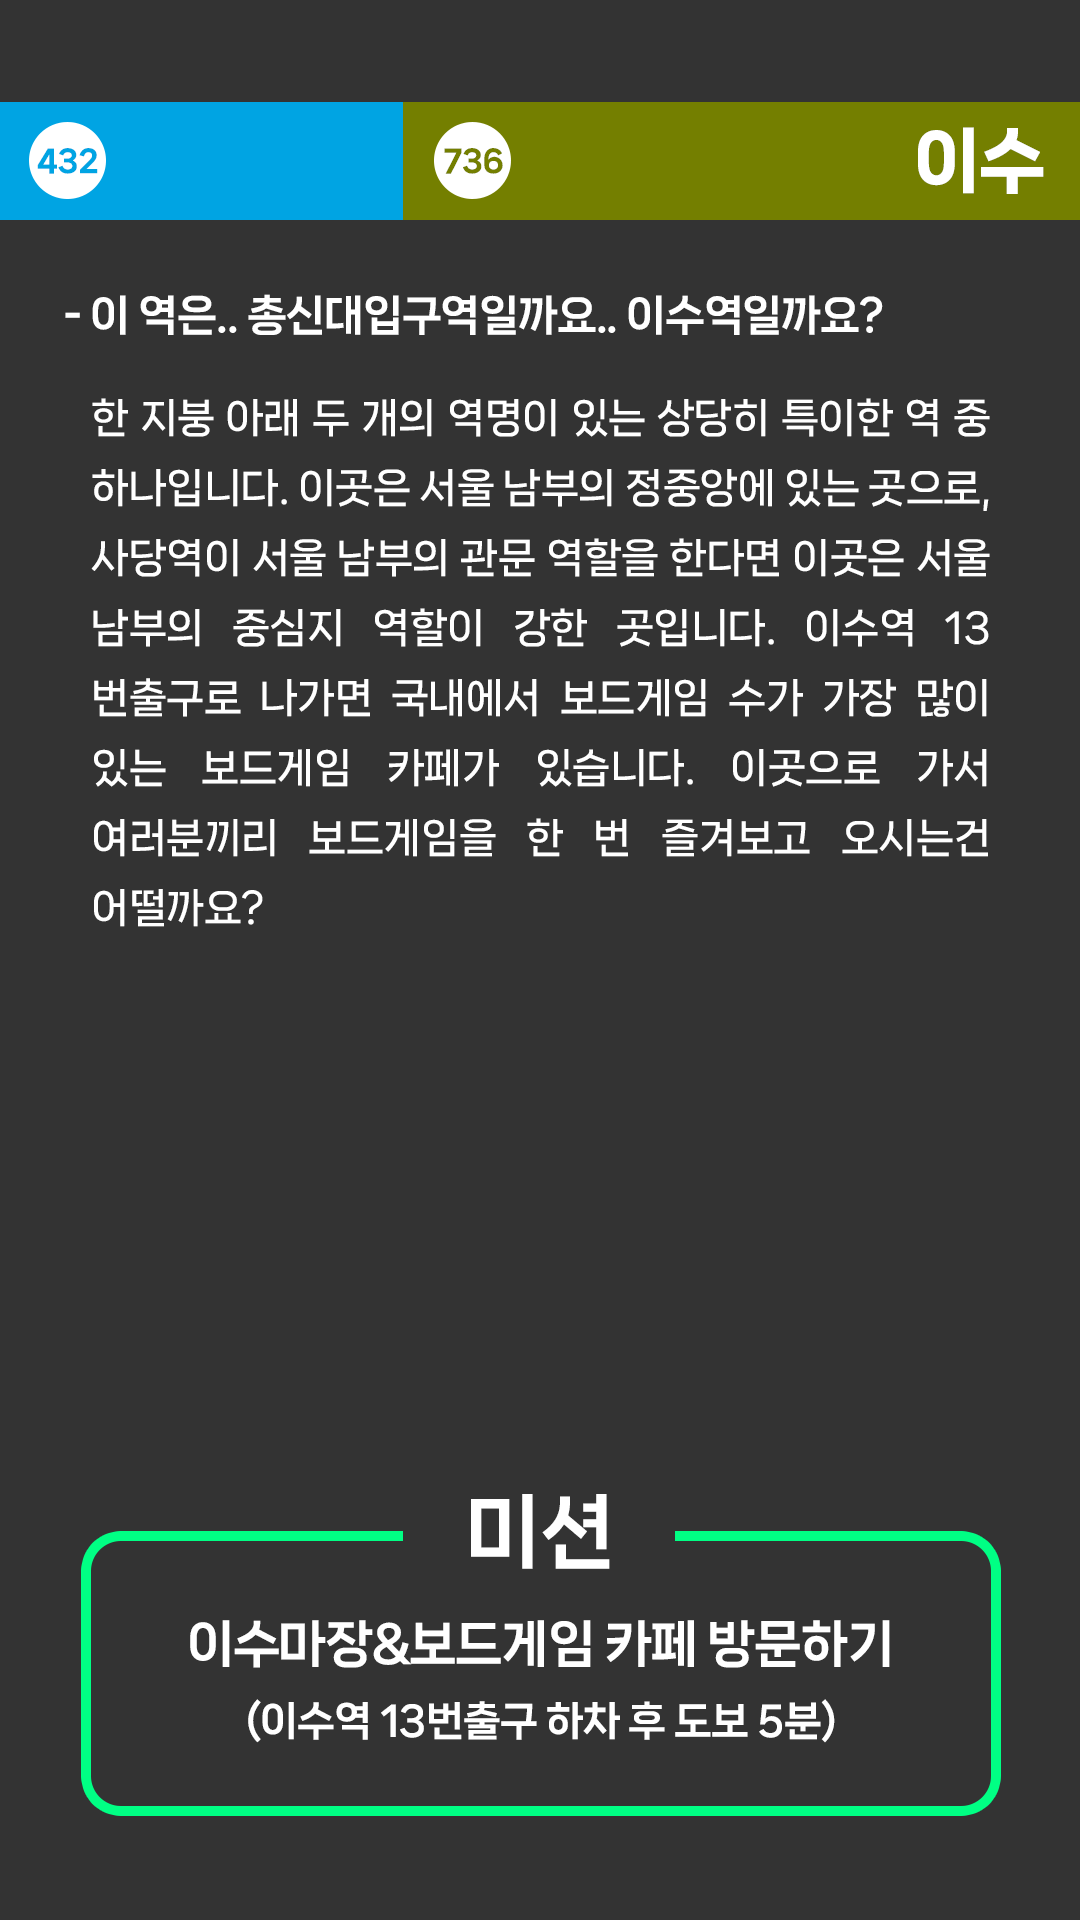 432
736
이수
- 이 역은.. 총신대입구역일까요.. 이수역일까요?
한 지붕 아래 두 개의 역명이 있는 상당히 특이한 역 중
하나입니다. 이곳은 서울 남부의 정중앙에 있는 곳으로,
사당역이 서울 남부의 관문 역할을 한다면 이곳은 서울
남부의 중심지 역할이 강한 곳입니다. 이수역 13
번출구로 나가면 국내에서 보드게임 수가 가장 많이
있는 보드게임 카페가 있습니다. 이곳으로 가서
여러분끼리 보드게임을 한 번 즐겨보고 오시는건
어떨까요?
미션
이수마장&보드게임 카페 방문하기
(이수역 13번출구 하차 후 도보 5분)